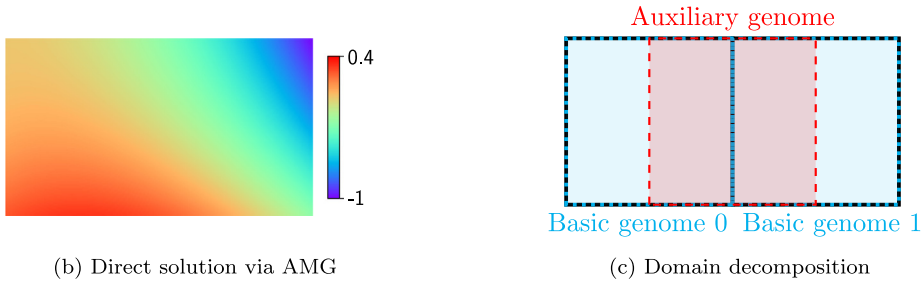 Auxiliary genome
0.4
-1
Basic genome 0 Basic genome 1
(b) Direct solution via AMG
(c) Domain decomposition